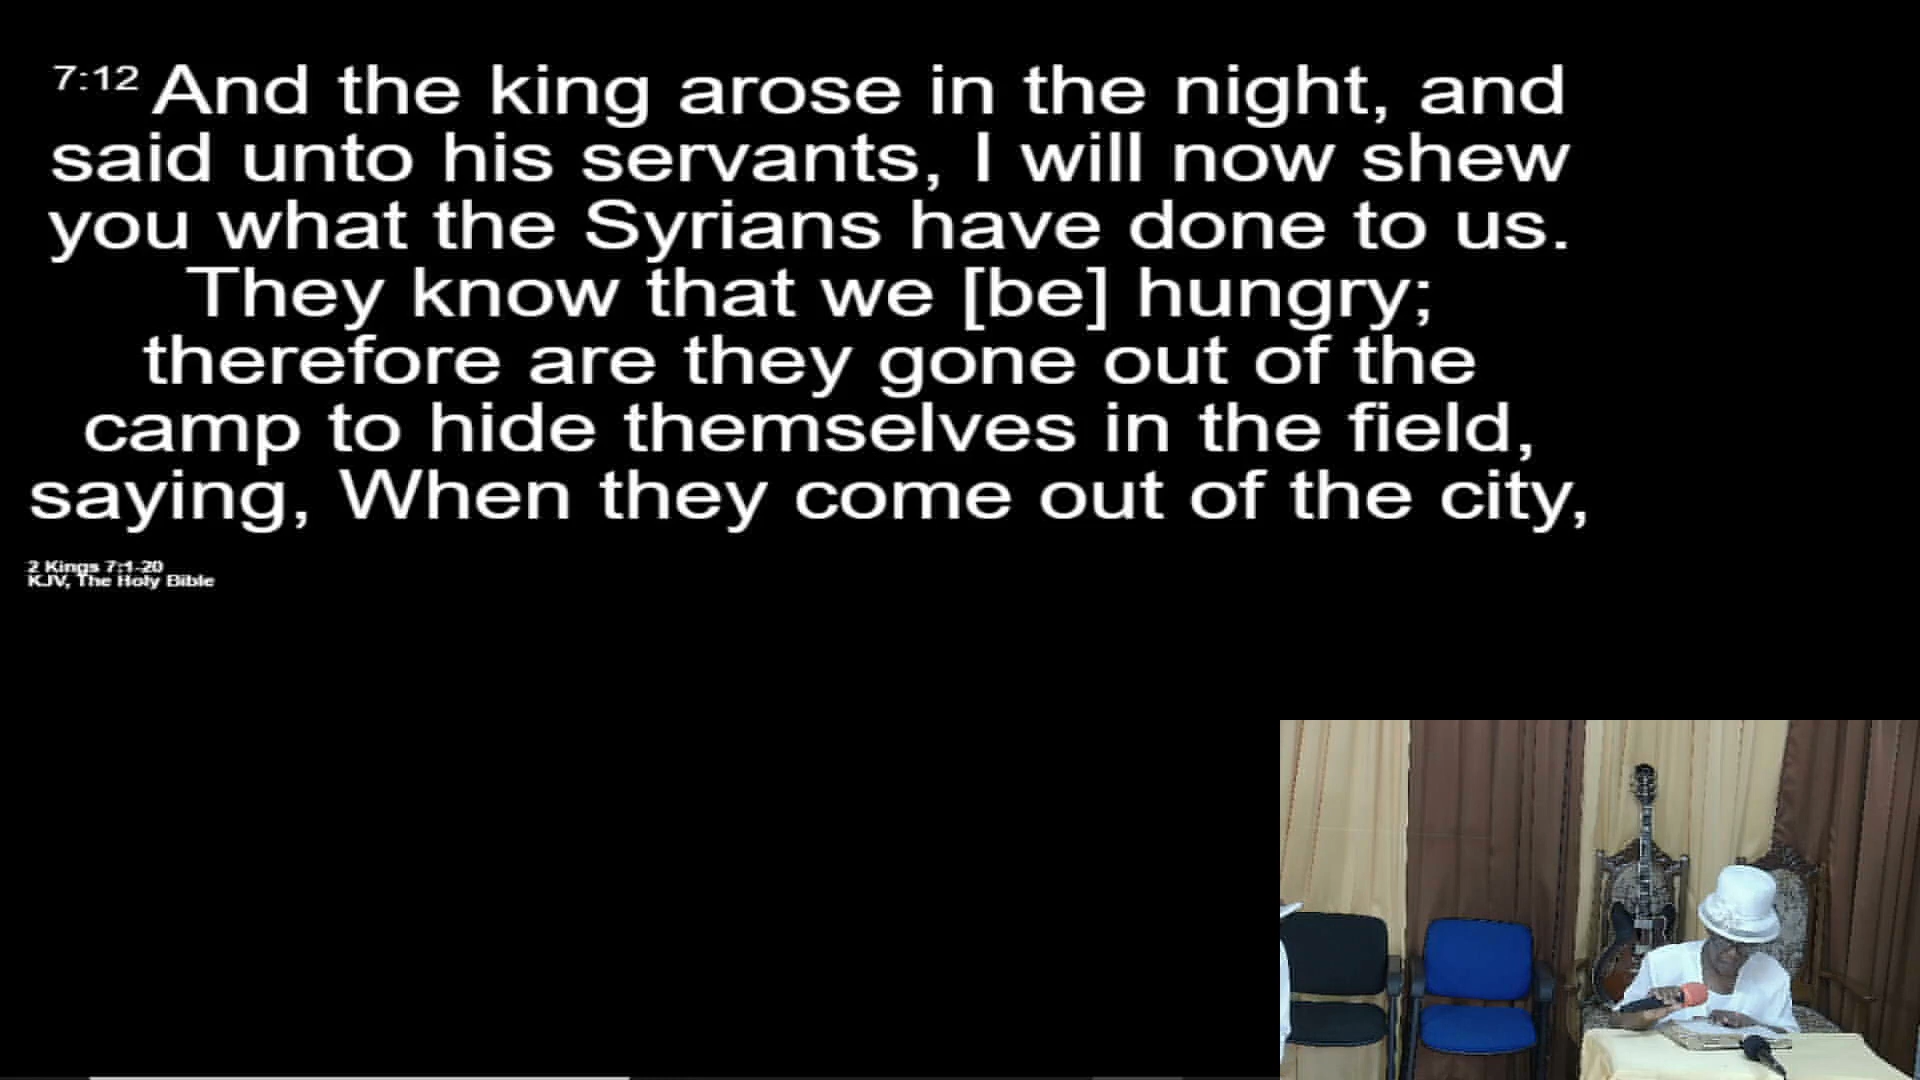 7:12 And the king arose in the night, and
said unto his servants, I will now shew
you what the Syrians have done to us.
They know that we [be] hungry;
therefore are they gone out of the
camp to hide themselves in the field,
saying, When they come out of the city,
2 Kings 7:1-20
KJV, The Holy Bible